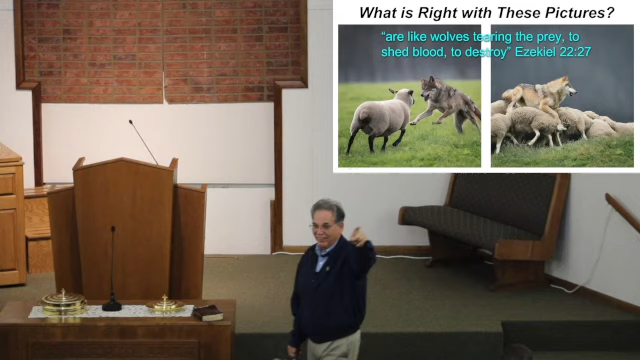 What is Right with These Pictures?
“are like wolves tearing the prey, to
shed blood, to destroy” Ezekiel 22:27